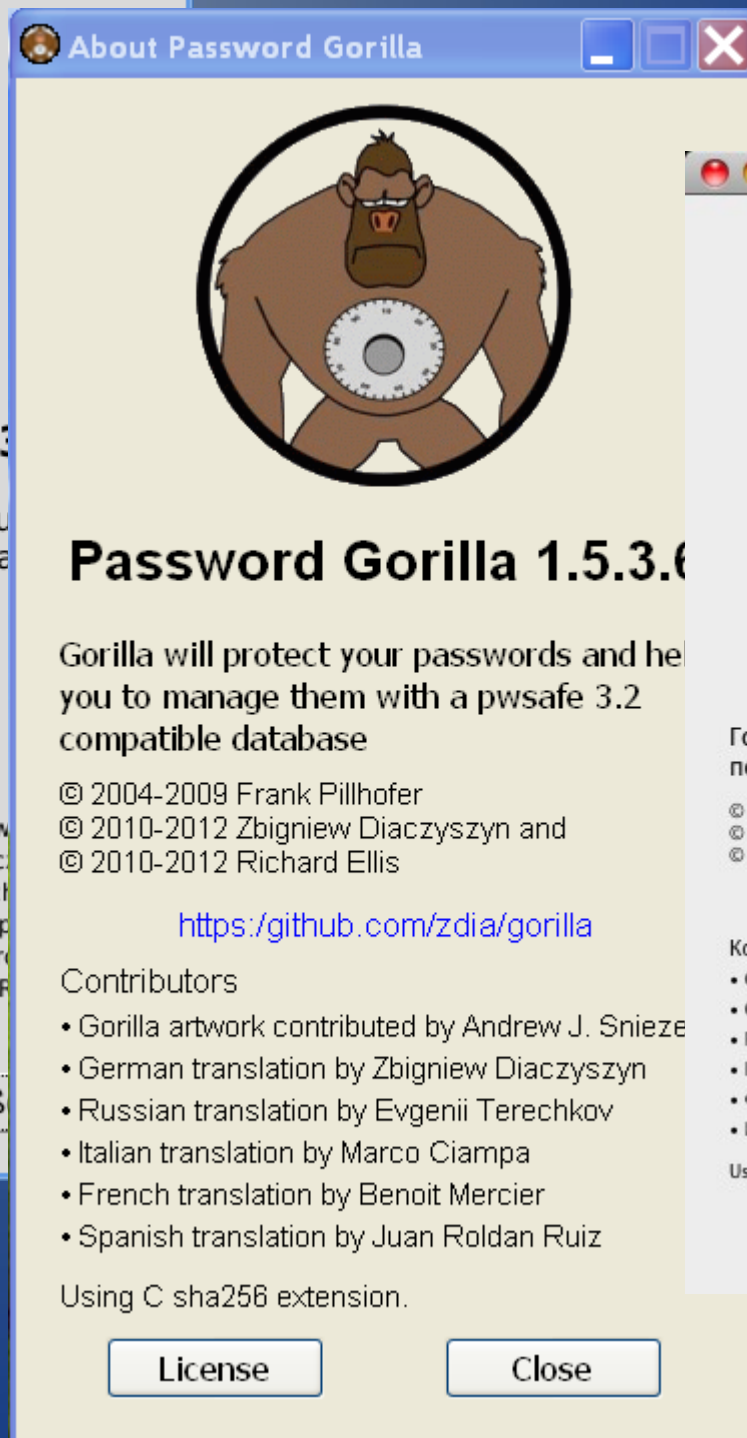 About Password Gorilla
Password Gorilla 1.5.3.6
Gorilla will protect your passwords and
you to manage them with a pwsafe 3.2
compatible database
© 2004-2009 Frank Pillhofer
© 2010-2012 Zbigniew Diaczyszyn and
© 2010-2012 Richard Ellis
https:/github.com/zdia/gorilla
Contributors
• Gorilla artwork contributed by Andrew J.
• German translation by Zbigniew Diaczyszyn
• Russian translation by Evgenii Terechkov
• Italian translation by Marco Ciampa
• French translation by Benoit Mercier
• Spanish translation by Juan Roldan Ruiz
Using C sha256 extension.
License
Close